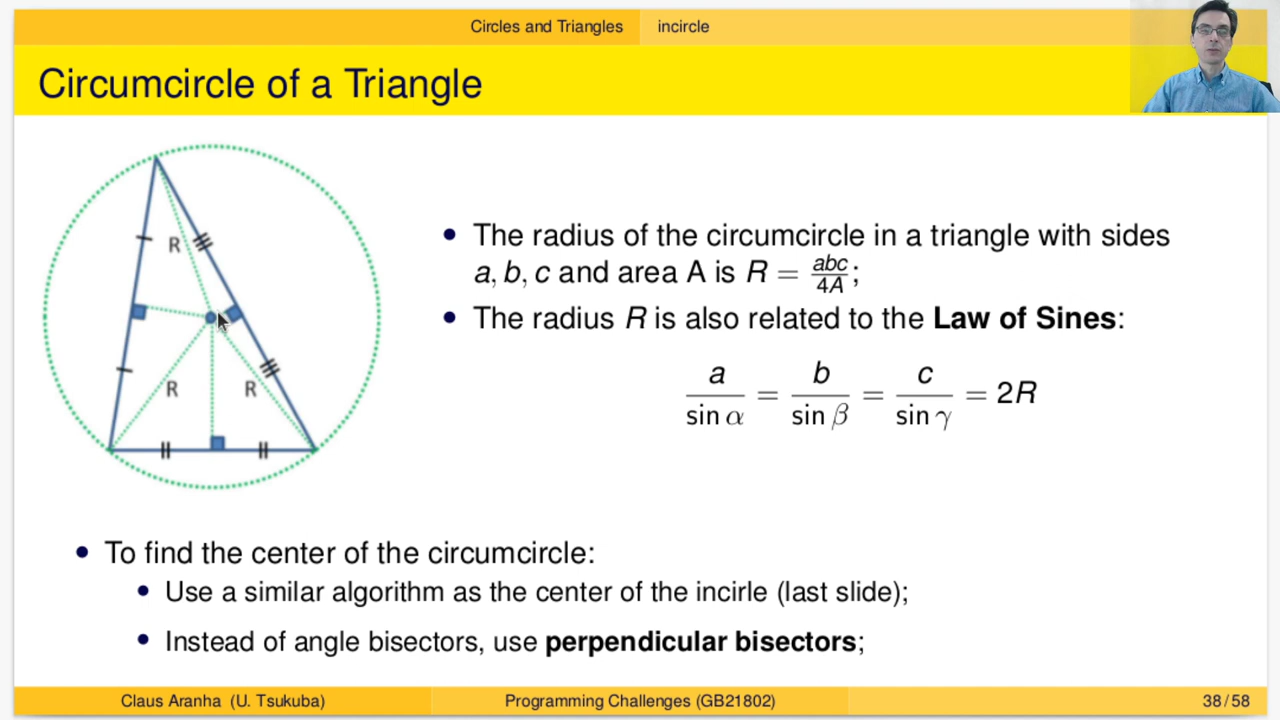 Circles and Triangles incircle
Circumcircle of a Triangle
R
R R
• The radius of the circumcircle in a triangle with sides
a, b, c and area A is R = abc/4A;
• The radius R is also related to the Law of Sines:
a/sin α = b/sin β = c/sin γ = 2R
• To find the center of the circumcircle:
• Use a similar algorithm as the center of the incirle (last slide);
• Instead of angle bisectors, use perpendicular bisectors;
Claus Aranha (U. Tsukuba) Programming Challenges (GB21802) 38 / 58